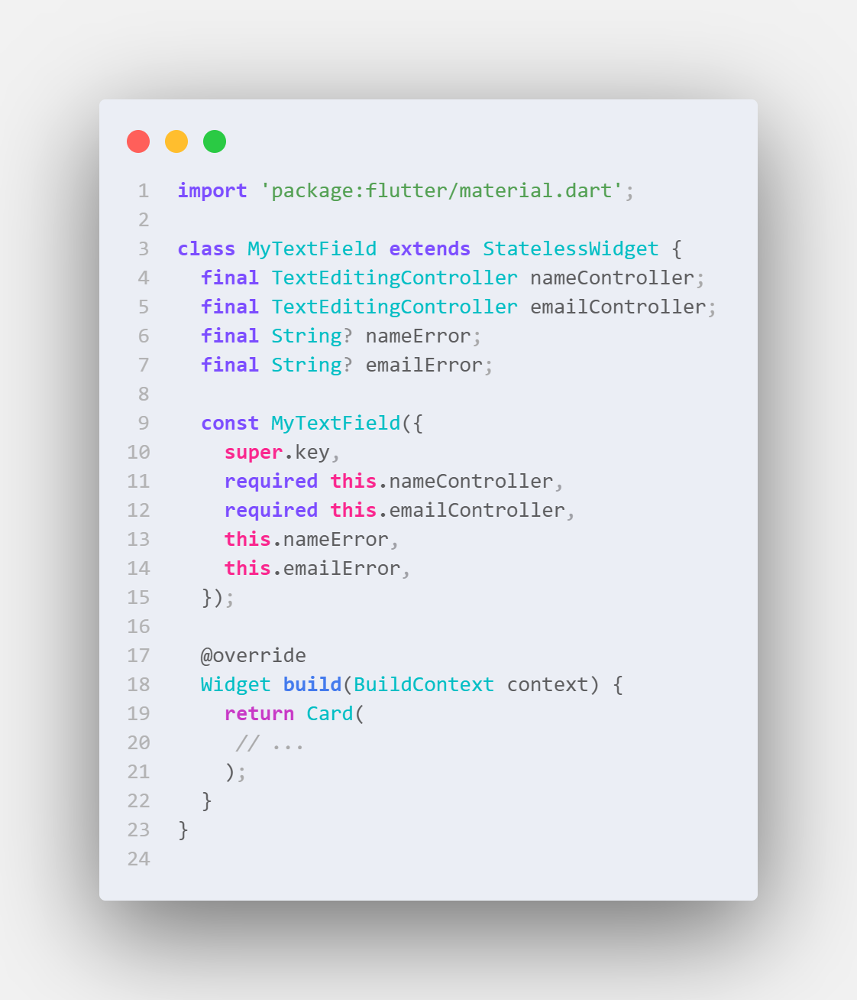 1 import 'package:flutter/material.dart';
2
3 class MyTextField extends StatelessWidget {
4   final TextEditingController nameController;
5   final TextEditingController emailController;
6   final String? nameError;
7   final String? emailError;
8
9   const MyTextField({
10     super.key,
11     required this.nameController,
12     required this.emailController,
13     this.nameError,
14     this.emailError,
15   });
16
17   @override
18   Widget build(BuildContext context) {
19     return Card(
20      // ...
21     );
22   }
23 }
24